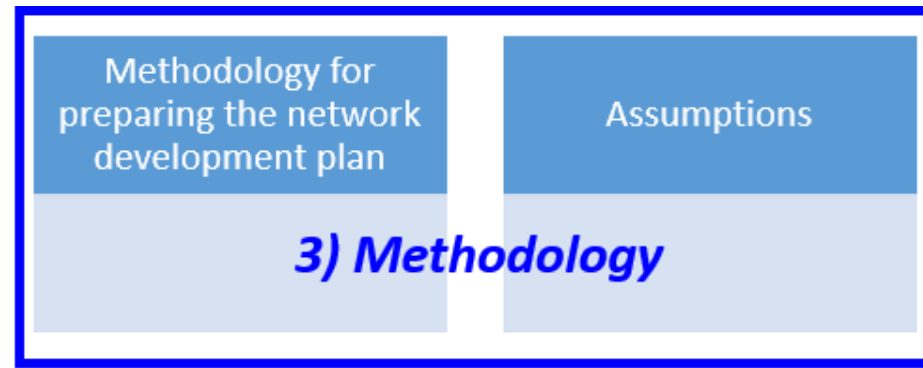 Methodology for
preparing the network
development plan
Assumptions
3) Methodology